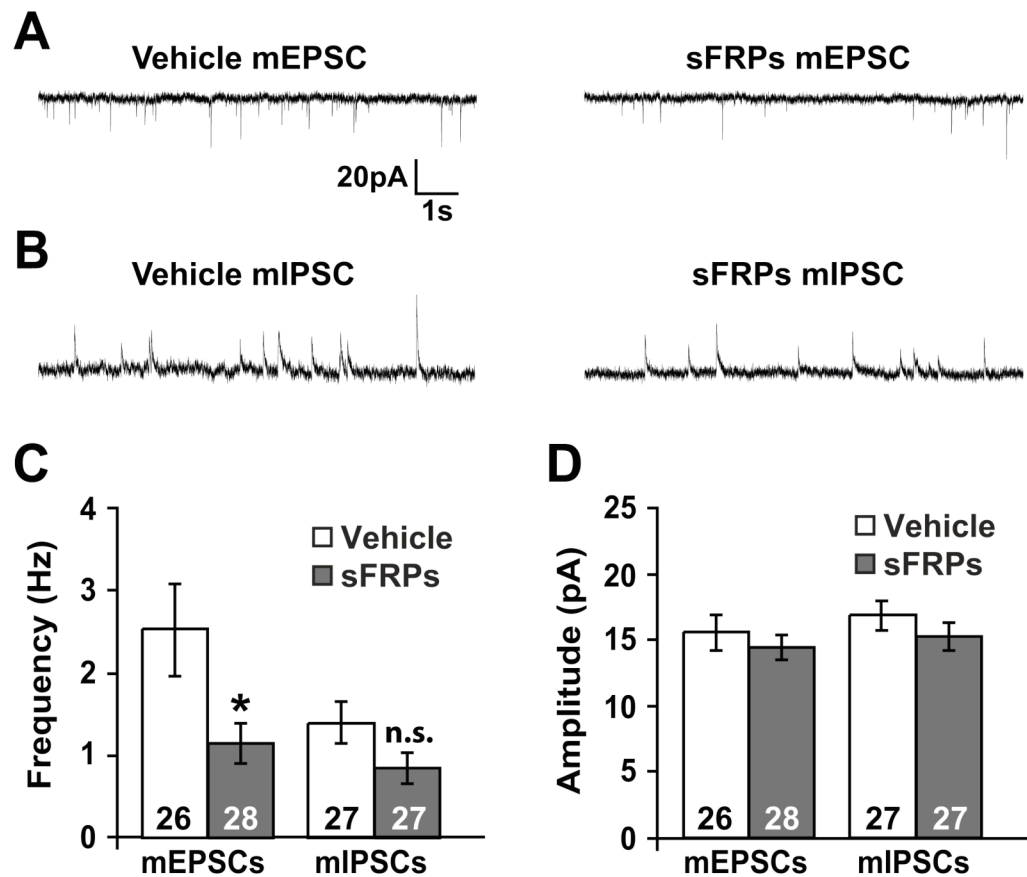 A
Vehicle mEPSC
sFRPs mEPSC
20pA
1s
B
Vehicle mIPSC
sFRPs mIPSC
C
Frequency (Hz)
4
3
2
1
0
Vehicle
sFRPs
*
n.s.
26
28
27
27
mEPSCs
mIPSCs
D
Amplitude (pA)
25
20
15
10
5
0
Vehicle
sFRPs
26
28
27
27
mEPSCs
mIPSCs